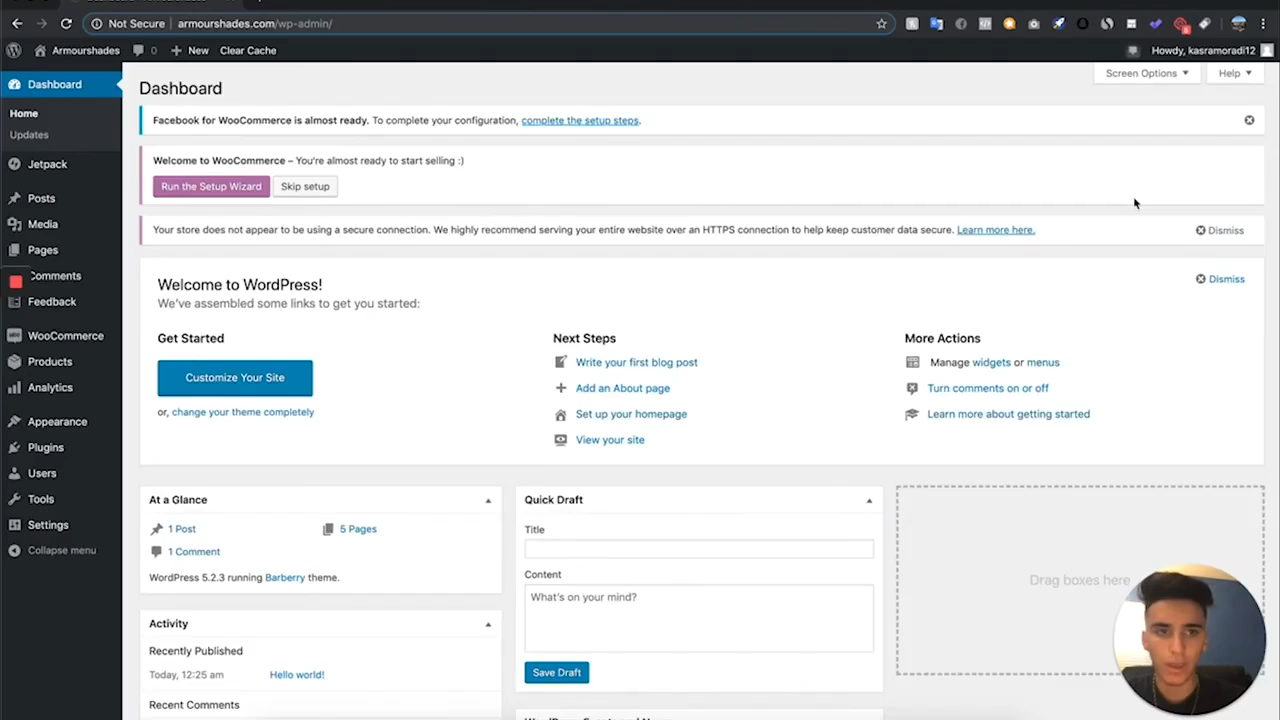 Not Secure | armourshades.com/wp-admin/
Armourshades 0 New Clear Cache Howdy, kasramoradi12
Screen Options Help
Dashboard
Home
Updates
Jetpack
Posts
Media
Pages
Comments
Feedback
WooCommerce
Products
Analytics
Appearance
Plugins
Users
Tools
Settings
Collapse menu
Dashboard
Facebook for WooCommerce is almost ready. To complete your configuration, complete the setup steps.
Welcome to WooCommerce – You're almost ready to start selling :)
Run the Setup Wizard Skip setup
Your store does not appear to be using a secure connection. We highly recommend serving your entire website over an HTTPS connection to help keep customer data secure. Learn more here. Dismiss
Welcome to WordPress! Dismiss
We've assembled some links to get you started:
Get Started
Customize Your Site
or, change your theme completely
Next Steps
Write your first blog post
Add an About page
Set up your homepage
View your site
More Actions
Manage widgets or menus
Turn comments on or off
Learn more about getting started
At a Glance
1 Post 5 Pages
1 Comment
WordPress 5.2.3 running Barberry theme.
Activity
Recently Published
Today, 12:25 am Hello world!
Recent Comments
Quick Draft
Title
Content
What's on your mind?
Save Draft
Drag boxes here